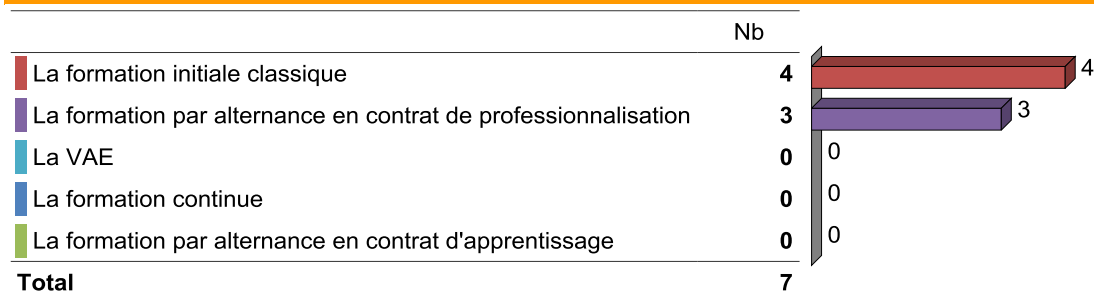 Nb
La formation initiale classique 4 4
La formation par alternance en contrat de professionnalisation 3 3
La VAE 0 0
La formation continue 0 0
La formation par alternance en contrat d'apprentissage 0 0
Total 7